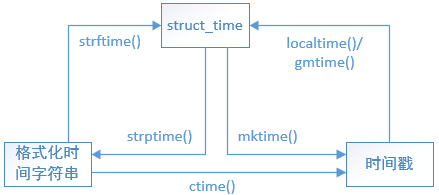 struct_time
strftime()
localtime()/
gmtime()
strptime()
mktime()
格式化时
间字符串
时间戳
ctime()